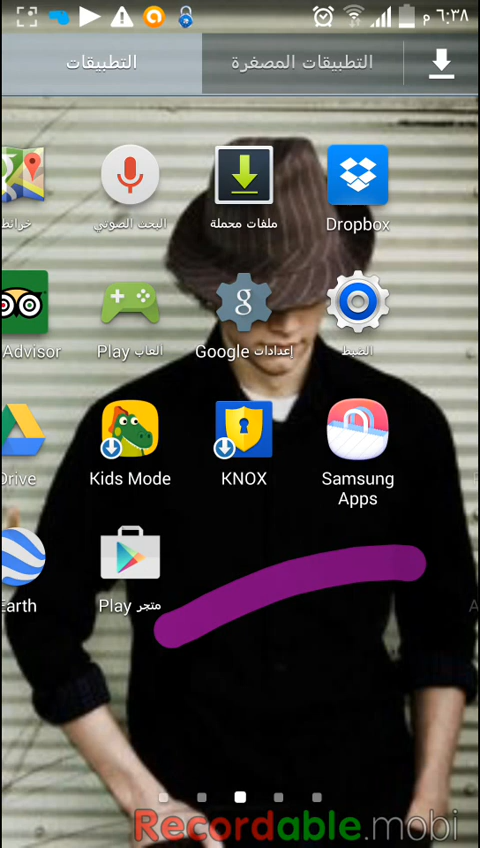 ٦:٣٨ م
التطبيقات
التطبيقات المصغرة
خرائط
البحث الصوتي
ملفات محملة
Dropbox
Advisor
ألعاب Play
إعدادات Google
الضبط
Drive
Kids Mode
KNOX
Samsung
Apps
Earth
متجر Play
Recordable.mobi